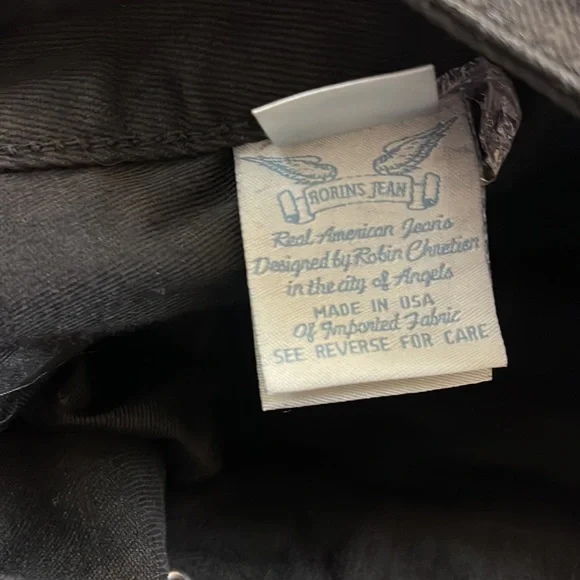 ROBINS JEAN
Real American Jeans
Designed by Robin Chretien
in the city of Angels
MADE IN USA
Of Imported Fabric
SEE REVERSE FOR CARE